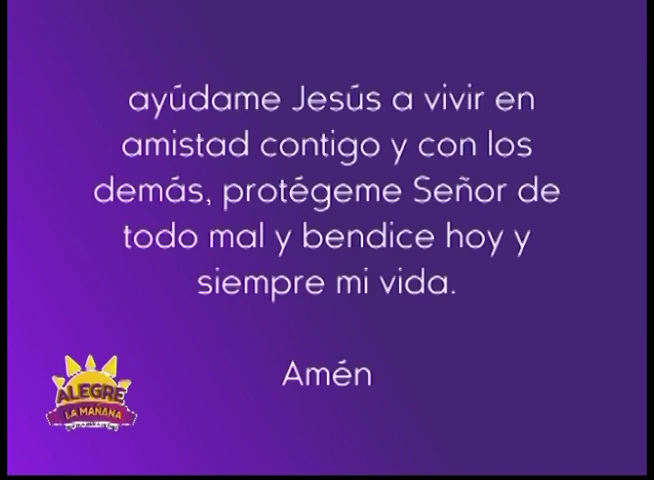 ayúdame Jesús a vivir en
amistad contigo y con los
demás, protégeme Señor de
todo mal y bendice hoy y
siempre mi vida.
Amén
ALEGRE
LA MAÑANA